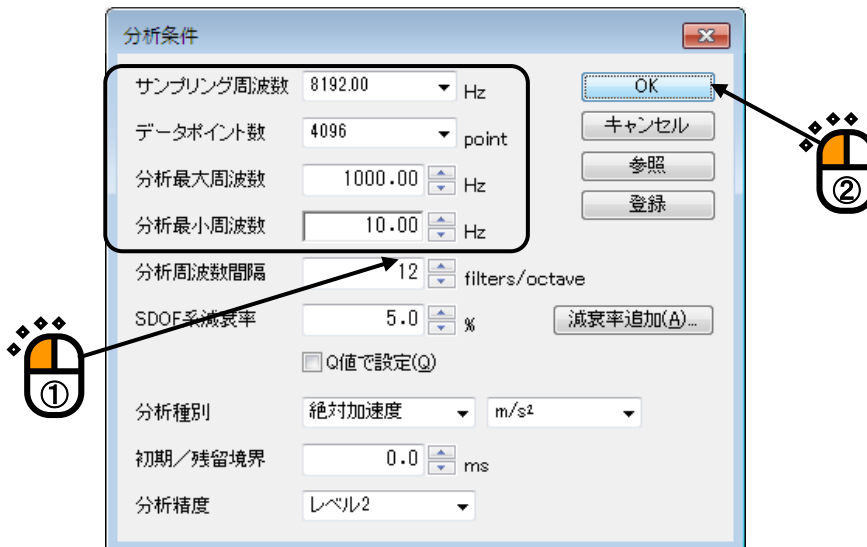 分析条件
サンプリング周波数 8192.00 Hz OK
データポイント数 4096 point キャンセル
分析最大周波数 1000.00 Hz 参照
分析最小周波数 10.00 Hz 登録
②
分析周波数間隔 12 filters/octave
SDOF系減衰率 5.0 % 減衰率追加(A)...
Q値で設定(Q)
①
分析種別 絶対加速度 m/s²
初期/残留境界 0.0 ms
分析精度 レベル2